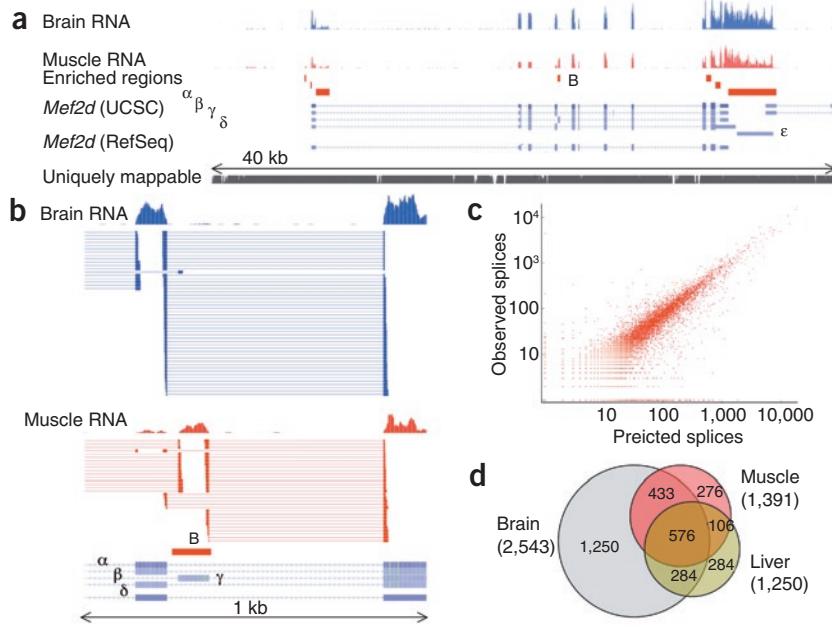 a
Brain RNA
Muscle RNA
Enriched regions
B
α β γ δ
Mef2d (UCSC)
ε
Mef2d (RefSeq)
40 kb
Uniquely mappable
b
Brain RNA
Muscle RNA
B
α
β
γ
δ
1 kb
c
Observed splices
10⁴
10³
100
10
10 100 1,000 10,000
Preicted splices
d
Brain
(2,543)
Muscle
(1,391)
Liver
(1,250)
433
276
106
576
1,250
284
284